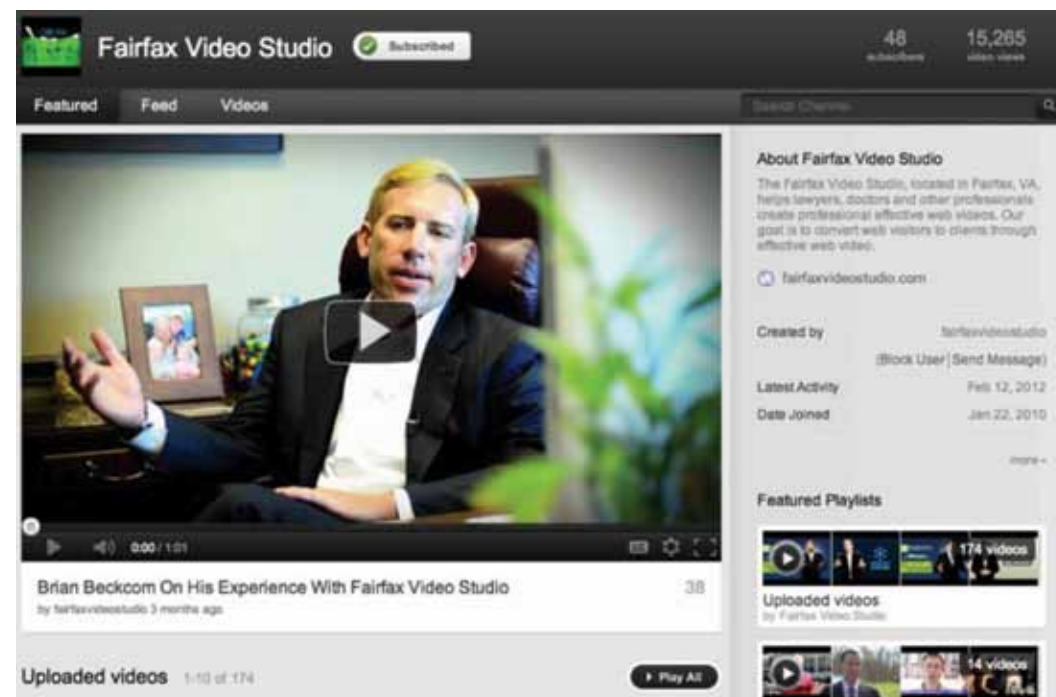 Fairfax Video Studio
Subscribed
48
subscribers
15,265
video views
Featured
Feed
Videos
Search Channel
0:00 / 1:01
Brian Beckcom On His Experience With Fairfax Video Studio
38
by fairfaxvideostudio 3 months ago
Uploaded videos
1-10 of 174
Play All
About Fairfax Video Studio
The Fairfax Video Studio, located in Fairfax, VA,
helps lawyers, doctors and other professionals
create professional effective web videos. Our
goal is to convert web visitors to clients through
effective web video.
fairfaxvideostudio.com
Created by
fairfaxvideostudio
(Block User | Send Message)
Latest Activity
Feb 12, 2012
Date Joined
Jan 22, 2010
more
Featured Playlists
174 videos
Uploaded videos
by Fairfax Video Studio
14 videos